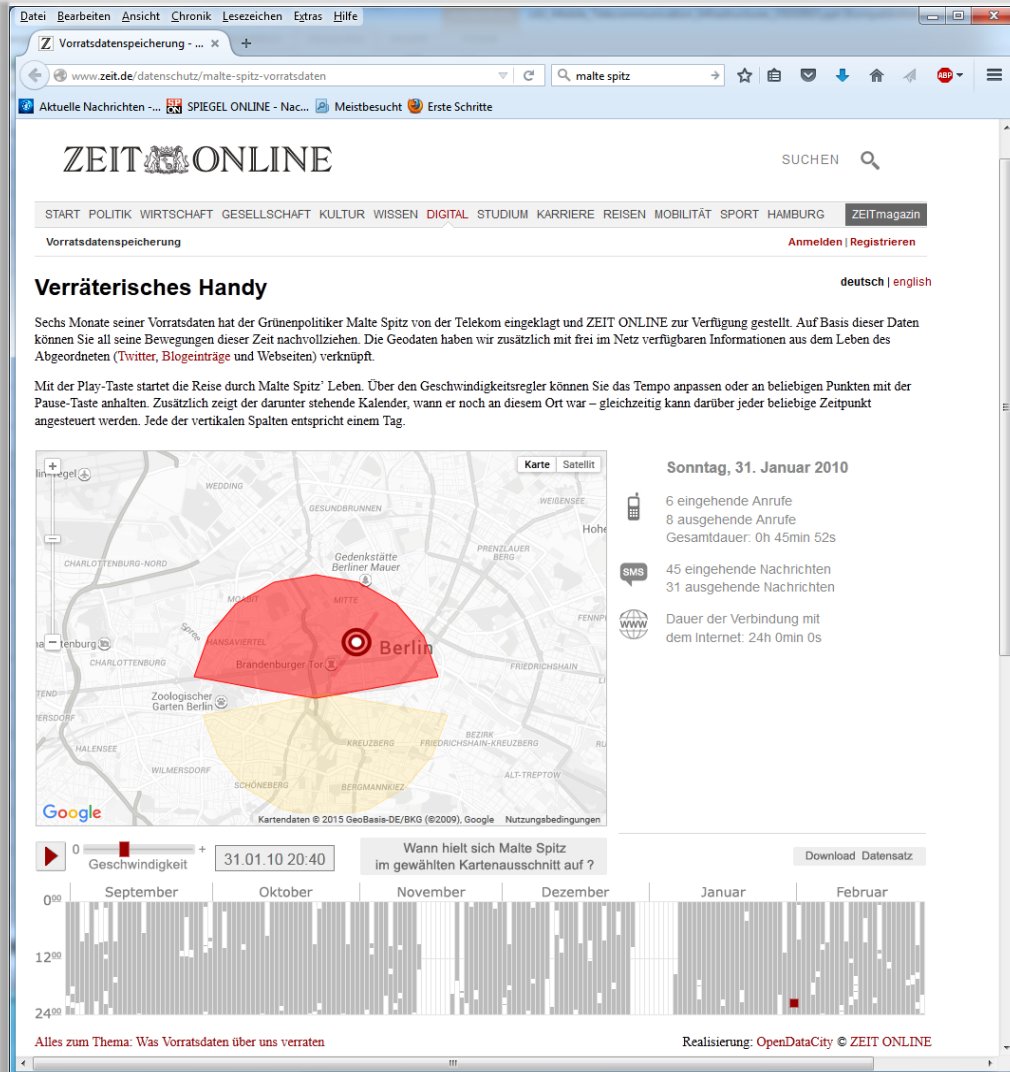 Datei Bearbeiten Ansicht Chronik Lesezeichen Extras Hilfe
Z Vorratsdatenspeicherung - ... × +
www.zeit.de/datenschutz/malte-spitz-vorratsdaten
malte spitz
ABP
Aktuelle Nachrichten -... SPON SPIEGEL ONLINE - Nac... Meistbesucht Erste Schritte
ZEIT ONLINE
SUCHEN
START POLITIK WIRTSCHAFT GESELLSCHAFT KULTUR WISSEN DIGITAL STUDIUM KARRIERE REISEN MOBILITÄT SPORT HAMBURG ZEITmagazin
Vorratsdatenspeicherung
Anmelden | Registrieren
deutsch | english
Verräterisches Handy
Sechs Monate seiner Vorratsdaten hat der Grünenpolitiker Malte Spitz von der Telekom eingeklagt und ZEIT ONLINE zur Verfügung gestellt. Auf Basis dieser Daten
können Sie all seine Bewegungen dieser Zeit nachvollziehen. Die Geodaten haben wir zusätzlich mit frei im Netz verfügbaren Informationen aus dem Leben des
Abgeordneten (Twitter, Blogeinträge und Webseiten) verknüpft.
Mit der Play-Taste startet die Reise durch Malte Spitz' Leben. Über den Geschwindigkeitsregler können Sie das Tempo anpassen oder an beliebigen Punkten mit der
Pause-Taste anhalten. Zusätzlich zeigt der darunter stehende Kalender, wann er noch an diesem Ort war – gleichzeitig kann darüber jeder beliebige Zeitpunkt
angesteuert werden. Jede der vertikalen Spalten entspricht einem Tag.
Karte Satellit
WEDDING
GESUNDBRUNNEN
WEIßENSEE
Hohe
PRENZLAUER
BERG
CHARLOTTENBURG-NORD
Gedenkstätte
Berliner Mauer
MOABIT
MITTE
FENNP
Spree
HANSAVIERTEL
Berlin
tenburg
CHARLOTTENBURG
Brandenburger Tor
FRIEDRICHSHAIN
Zoologischer
Garten Berlin
HALENSEE
KREUZBERG
BEZIRK
FRIEDRICHSHAIN-KREUZBERG
RU
WILMERSDORF
SCHÖNEBERG
BERGMANNKIEZ
ALT-TREPTOW
Google
Kartendaten © 2015 GeoBasis-DE/BKG (©2009), Google Nutzungsbedingungen
Sonntag, 31. Januar 2010
6 eingehende Anrufe
8 ausgehende Anrufe
Gesamtdauer: 0h 45min 52s
SMS
45 eingehende Nachrichten
31 ausgehende Nachrichten
WWW
Dauer der Verbindung mit
dem Internet: 24h 0min 0s
0 +
Geschwindigkeit
31.01.10 20:40
Wann hielt sich Malte Spitz
im gewählten Kartenausschnitt auf ?
Download Datensatz
September Oktober November Dezember Januar Februar
0⁰⁰
12⁰⁰
24⁰⁰
Alles zum Thema: Was Vorratsdaten über uns verraten
Realisierung: OpenDataCity © ZEIT ONLINE